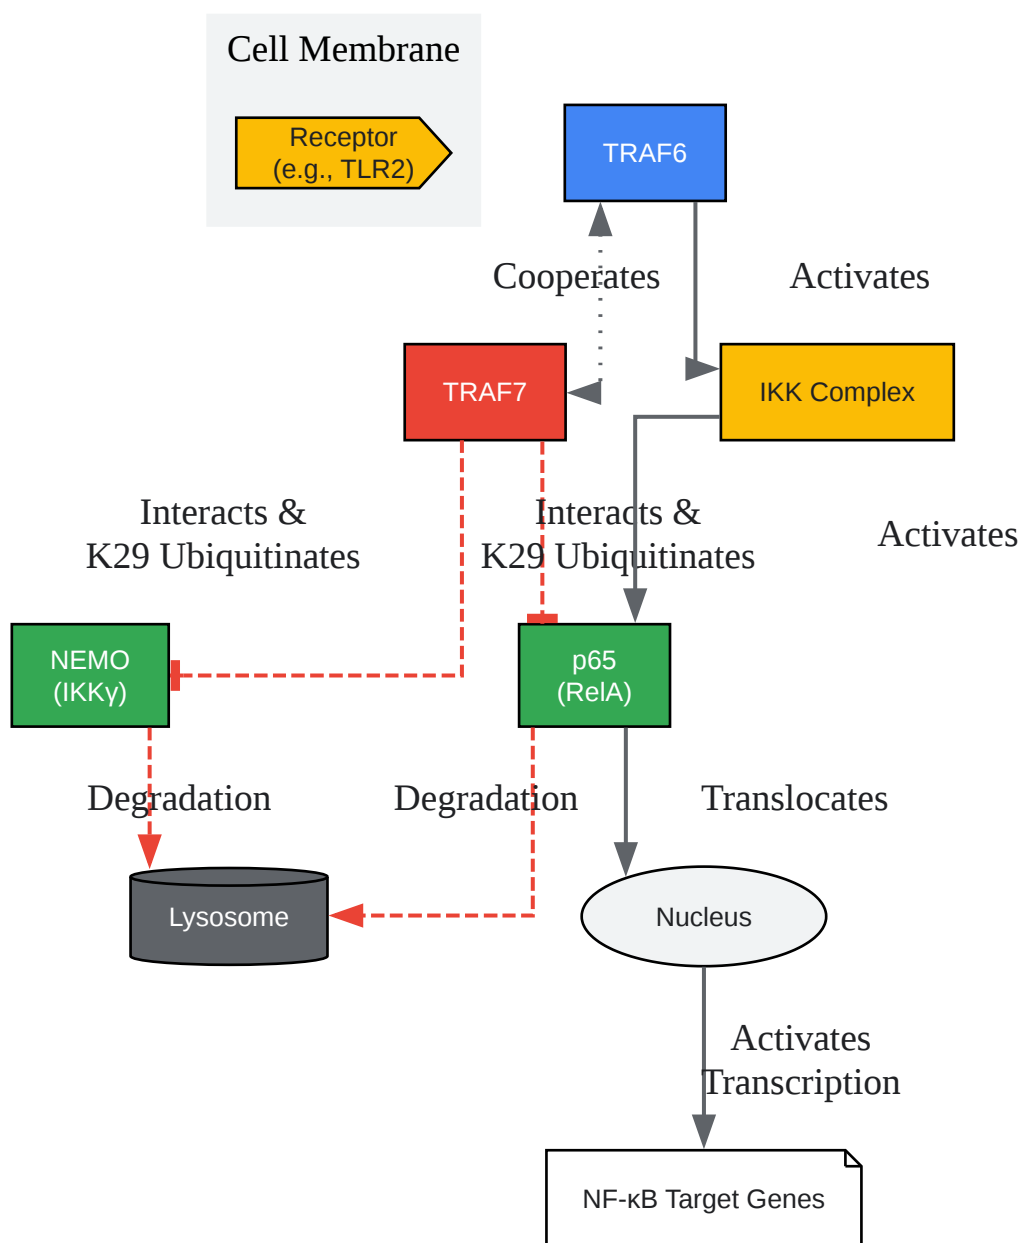 Cell Membrane
Receptor
(e.g., TLR2)
TRAF6
Cooperates
Activates
TRAF7
IKK Complex
Interacts &
K29 Ubiquitinates
Interacts &
K29 Ubiquitinates
Activates
NEMO
(IKKγ)
p65
(RelA)
Degradation
Degradation
Translocates
Lysosome
Nucleus
Activates
Transcription
NF-κB Target Genes